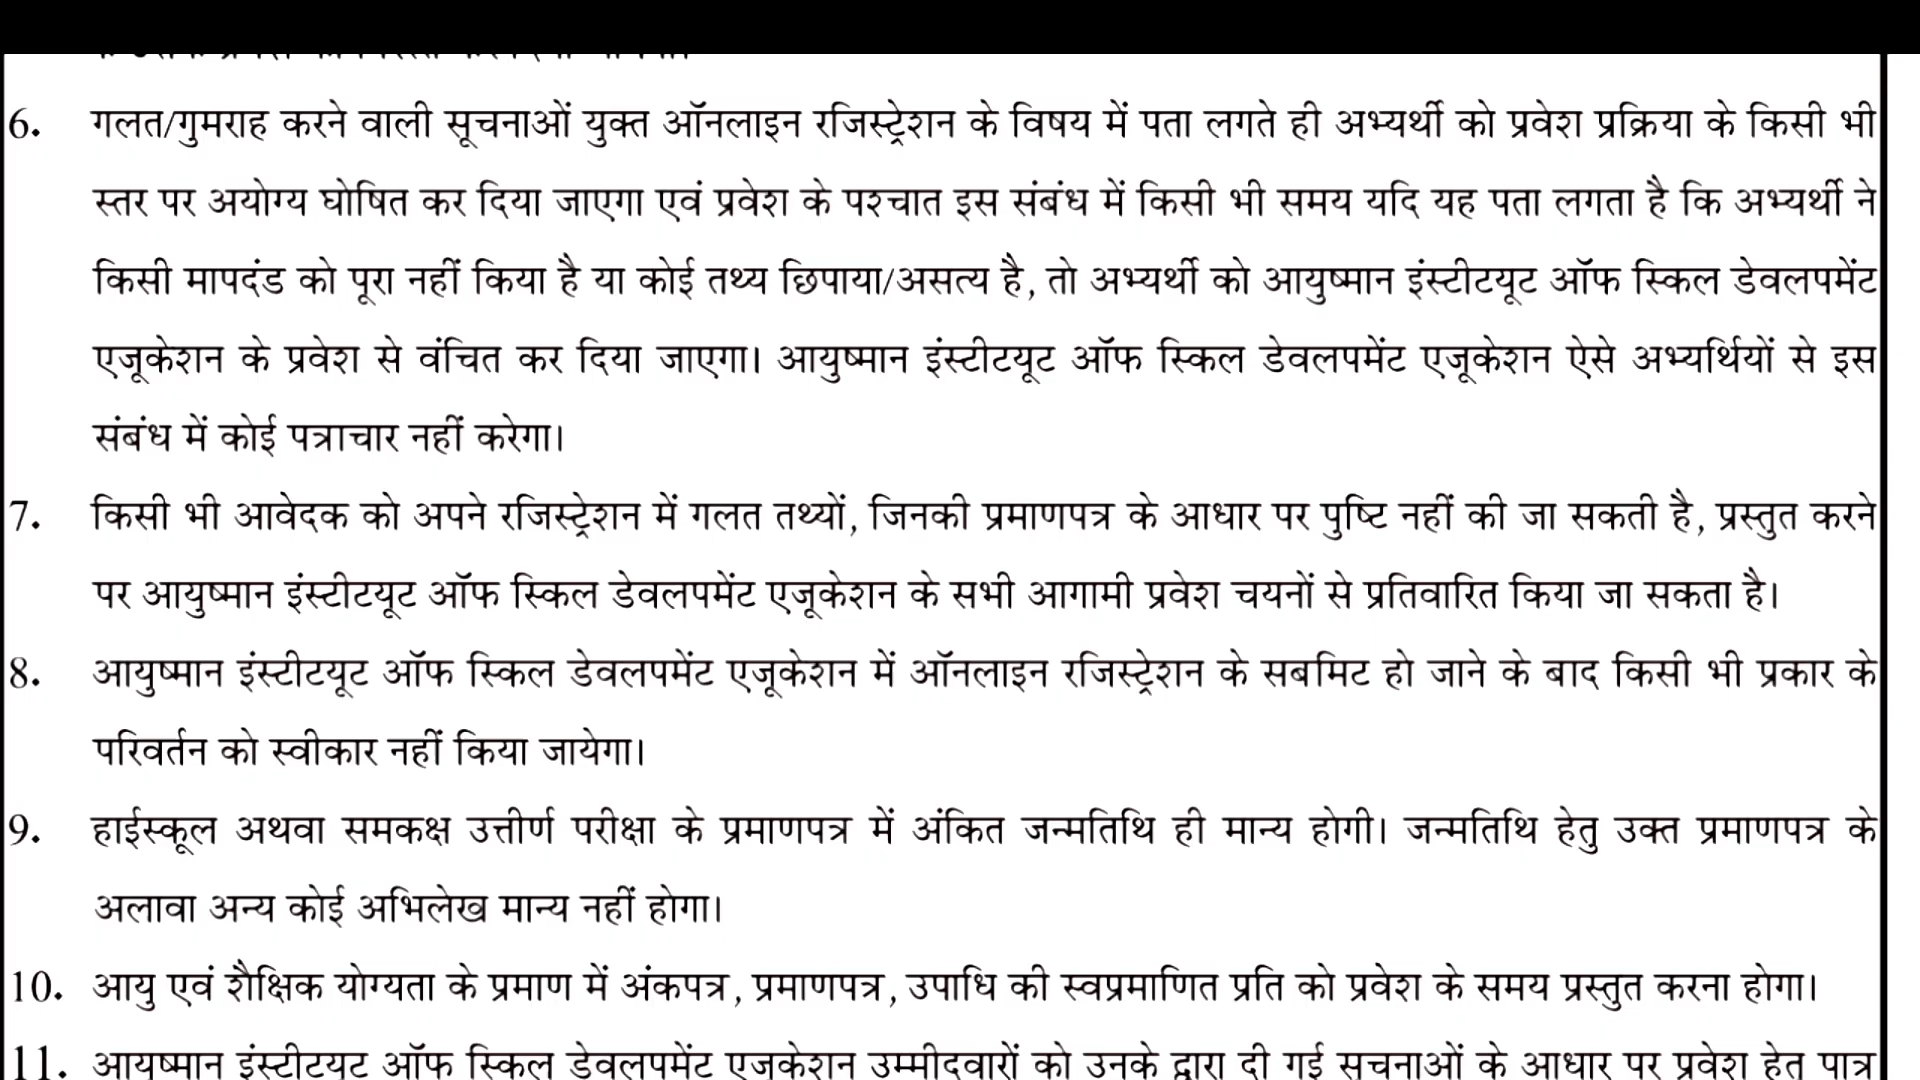 6. गलत/गुमराह करने वाली सूचनाओं युक्त ऑनलाइन रजिस्ट्रेशन के विषय में पता लगते ही अभ्यर्थी को प्रवेश प्रक्रिया के किसी भी
स्तर पर अयोग्य घोषित कर दिया जाएगा एवं प्रवेश के पश्चात इस संबंध में किसी भी समय यदि यह पता लगता है कि अभ्यर्थी ने
किसी मापदंड को पूरा नहीं किया है या कोई तथ्य छिपाया/असत्य है, तो अभ्यर्थी को आयुष्मान इंस्टीटयूट ऑफ स्किल डेवलपमेंट
एजूकेशन के प्रवेश से वंचित कर दिया जाएगा। आयुष्मान इंस्टीटयूट ऑफ स्किल डेवलपमेंट एजूकेशन ऐसे अभ्यर्थियों से इस
संबंध में कोई पत्राचार नहीं करेगा।
7. किसी भी आवेदक को अपने रजिस्ट्रेशन में गलत तथ्यों, जिनकी प्रमाणपत्र के आधार पर पुष्टि नहीं की जा सकती है, प्रस्तुत करने
पर आयुष्मान इंस्टीटयूट ऑफ स्किल डेवलपमेंट एजूकेशन के सभी आगामी प्रवेश चयनों से प्रतिवारित किया जा सकता है।
8. आयुष्मान इंस्टीटयूट ऑफ स्किल डेवलपमेंट एजूकेशन में ऑनलाइन रजिस्ट्रेशन के सबमिट हो जाने के बाद किसी भी प्रकार के
परिवर्तन को स्वीकार नहीं किया जायेगा।
9. हाईस्कूल अथवा समकक्ष उत्तीर्ण परीक्षा के प्रमाणपत्र में अंकित जन्मतिथि ही मान्य होगी। जन्मतिथि हेतु उक्त प्रमाणपत्र के
अलावा अन्य कोई अभिलेख मान्य नहीं होगा।
10. आयु एवं शैक्षिक योग्यता के प्रमाण में अंकपत्र, प्रमाणपत्र, उपाधि की स्वप्रमाणित प्रति को प्रवेश के समय प्रस्तुत करना होगा।
11. आयुष्मान इंस्टीटयूट ऑफ स्किल डेवलपमेंट एजूकेशन उम्मीदवारों को उनके द्वारा दी गई सूचनाओं के आधार पर प्रवेश हेतु पात्र